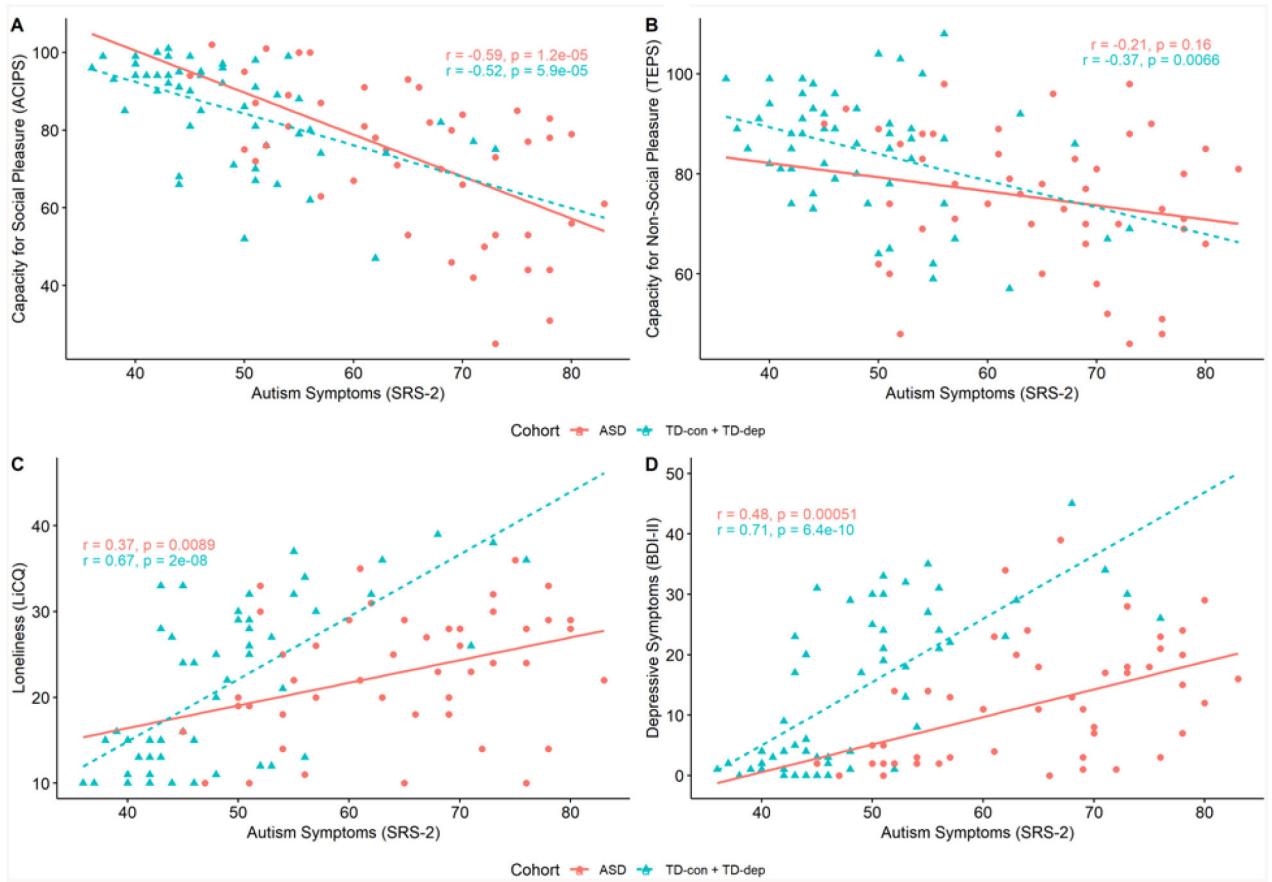 A
Capacity for Social Pleasure (ACIPS)
r = -0.59, p = 1.2e-05
r = -0.52, p = 5.9e-05
100
80
60
40
40 50 60 70 80
Autism Symptoms (SRS-2)
B
Capacity for Non-Social Pleasure (TEPS)
r = -0.21, p = 0.16
r = -0.37, p = 0.0066
100
80
60
40 50 60 70 80
Autism Symptoms (SRS-2)
Cohort ASD TD-con + TD-dep
C
Loneliness (LiCQ)
r = 0.37, p = 0.0089
r = 0.67, p = 2e-08
40
30
20
10
40 50 60 70 80
Autism Symptoms (SRS-2)
D
Depressive Symptoms (BDI-II)
r = 0.48, p = 0.00051
r = 0.71, p = 6.4e-10
50
40
30
20
10
0
40 50 60 70 80
Autism Symptoms (SRS-2)
Cohort ASD TD-con + TD-dep